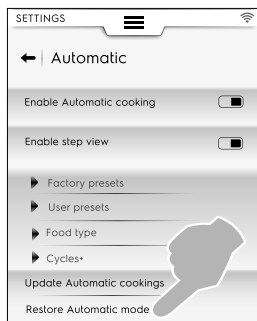 SETTINGS
Automatic
Enable Automatic cooking
Enable step view
Factory presets
User presets
Food type
Cycles+
Update Automatic cookings
Restore Automatic mode